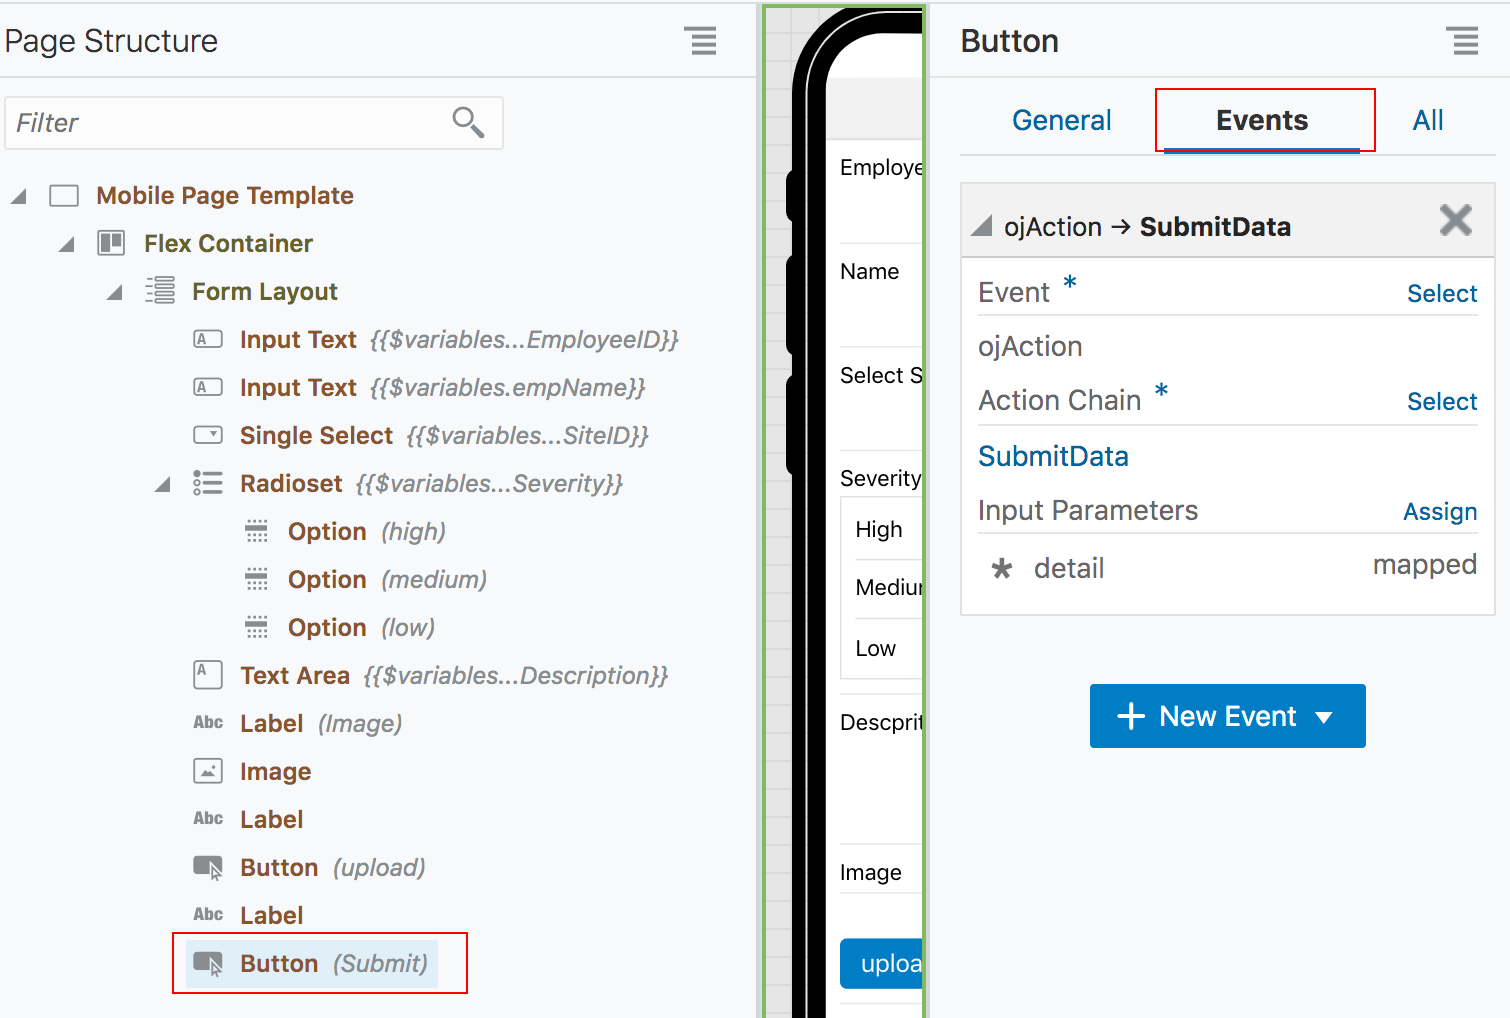 Page Structure
Filter
Mobile Page Template
Flex Container
Form Layout
Input Text {{$variables...EmployeeID}}
Input Text {{$variables.empName}}
Single Select {{$variables...SiteID}}
Radioset {{$variables...Severity}}
Option (high)
Option (medium)
Option (low)
Text Area {{$variables...Description}}
Abc Label (Image)
Image
Abc Label
Button (upload)
Abc Label
Button (Submit)
Employe
Name
Select S
Severity
High
Mediur
Low
Descprit
Image
uploa
Button
General Events All
ojAction → SubmitData
Event * Select
ojAction
Action Chain * Select
SubmitData
Input Parameters Assign
* detail mapped
+ New Event